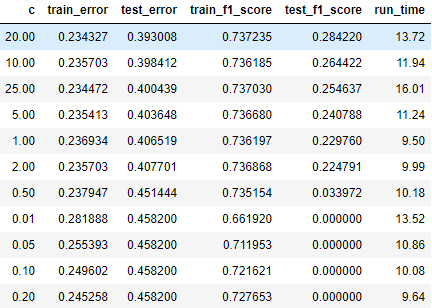 c train_error test_error train_f1_score test_f1_score run_time
20.00 0.234327 0.393008 0.737235 0.284220 13.72
10.00 0.235703 0.398412 0.736185 0.264422 11.94
25.00 0.234472 0.400439 0.737030 0.254637 16.01
5.00 0.235413 0.403648 0.736680 0.240788 11.24
1.00 0.236934 0.406519 0.736197 0.229760 9.50
2.00 0.235703 0.407701 0.736868 0.224791 9.99
0.50 0.237947 0.451444 0.735154 0.033972 10.18
0.01 0.281888 0.458200 0.661920 0.000000 13.52
0.05 0.255393 0.458200 0.711953 0.000000 10.86
0.10 0.249602 0.458200 0.721621 0.000000 10.08
0.20 0.245258 0.458200 0.727653 0.000000 9.64